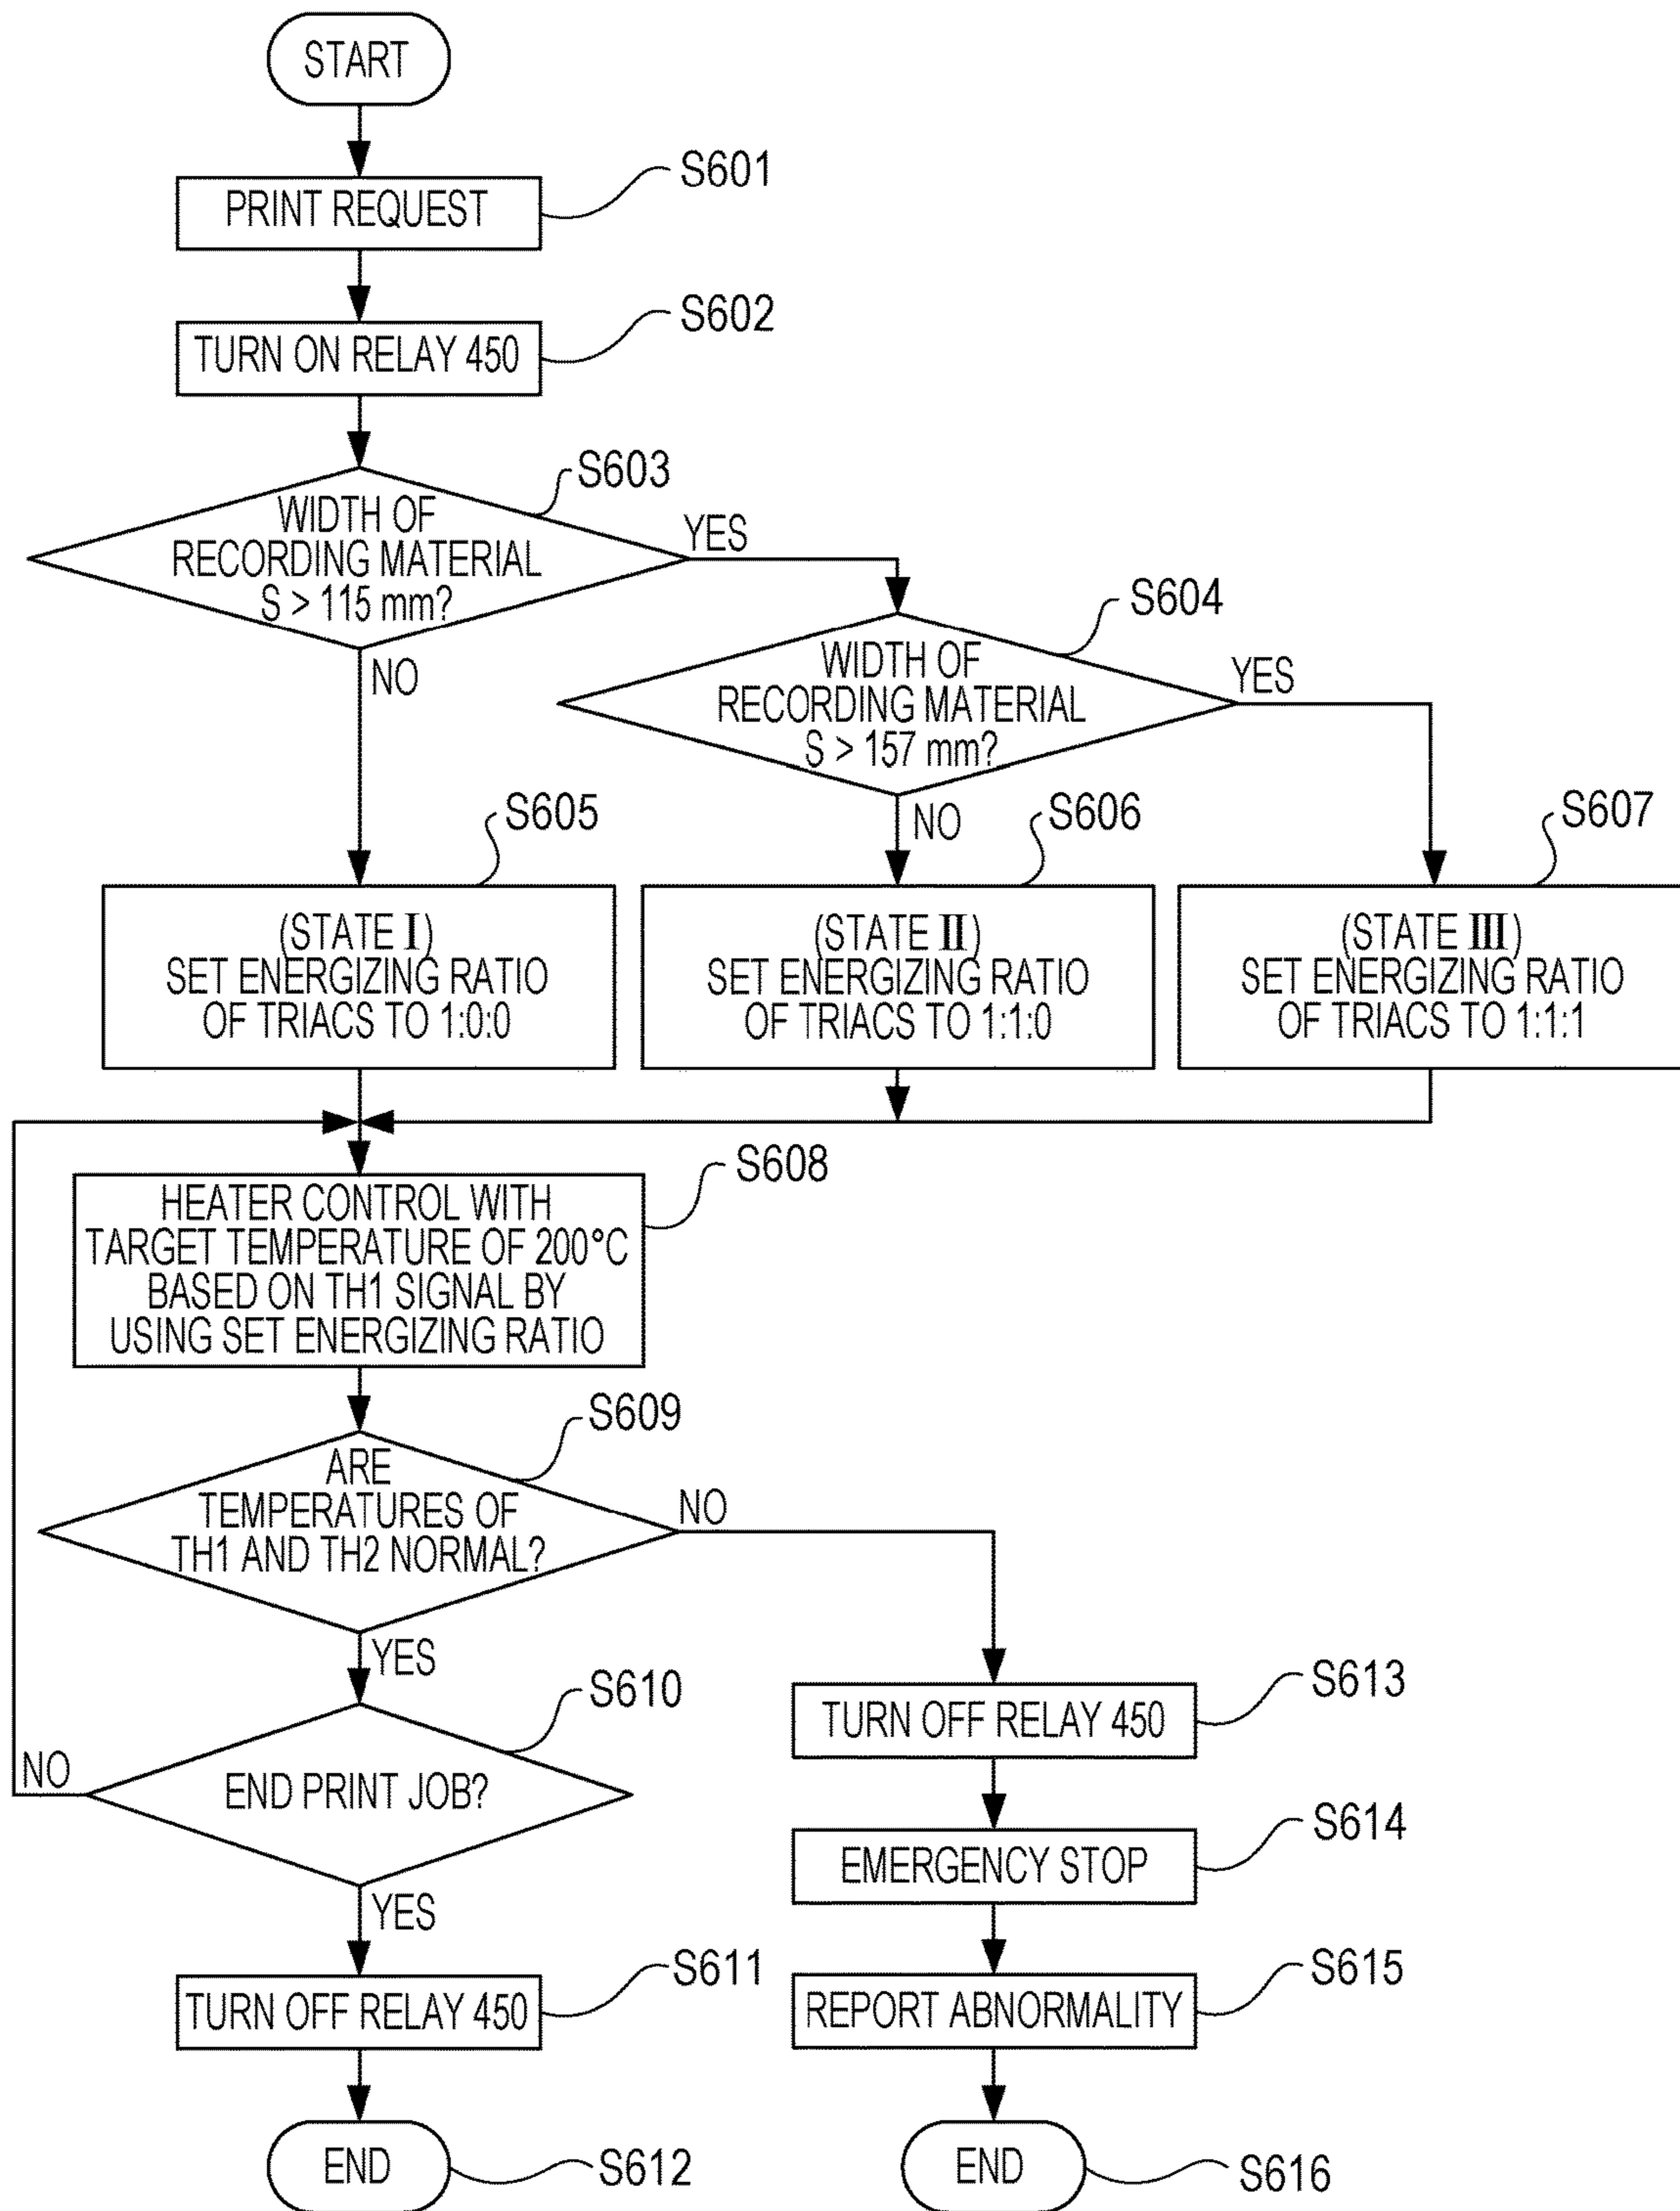 START
PRINT REQUEST
S601
TURN ON RELAY 450
S602
WIDTH OF
RECORDING MATERIAL
S > 115 mm?
S603
YES
NO
WIDTH OF
RECORDING MATERIAL
S > 157 mm?
S604
YES
NO
S605
(STATE I)
SET ENERGIZING RATIO
OF TRIACS TO 1:0:0
S606
(STATE II)
SET ENERGIZING RATIO
OF TRIACS TO 1:1:0
S607
(STATE III)
SET ENERGIZING RATIO
OF TRIACS TO 1:1:1
S608
HEATER CONTROL WITH
TARGET TEMPERATURE OF 200°C
BASED ON TH1 SIGNAL BY
USING SET ENERGIZING RATIO
S609
ARE
TEMPERATURES OF
TH1 AND TH2 NORMAL?
NO
YES
S610
END PRINT JOB?
NO
YES
S611
TURN OFF RELAY 450
END
S612
S613
TURN OFF RELAY 450
S614
EMERGENCY STOP
S615
REPORT ABNORMALITY
END
S616